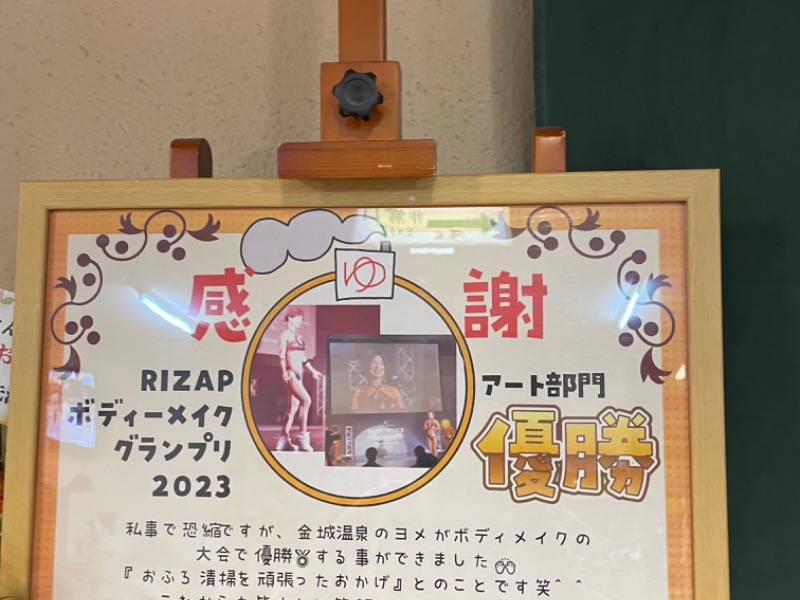 感
ゆ
謝
RIZAP
ボディーメイク
グランプリ
2023
アート部門
優勝
私事で恐縮ですが、金城温泉のヨメがボディメイクの
大会で優勝🏅する事ができました🙌
『おふろ清掃を頑張ったおかげ』とのことです笑＾＾